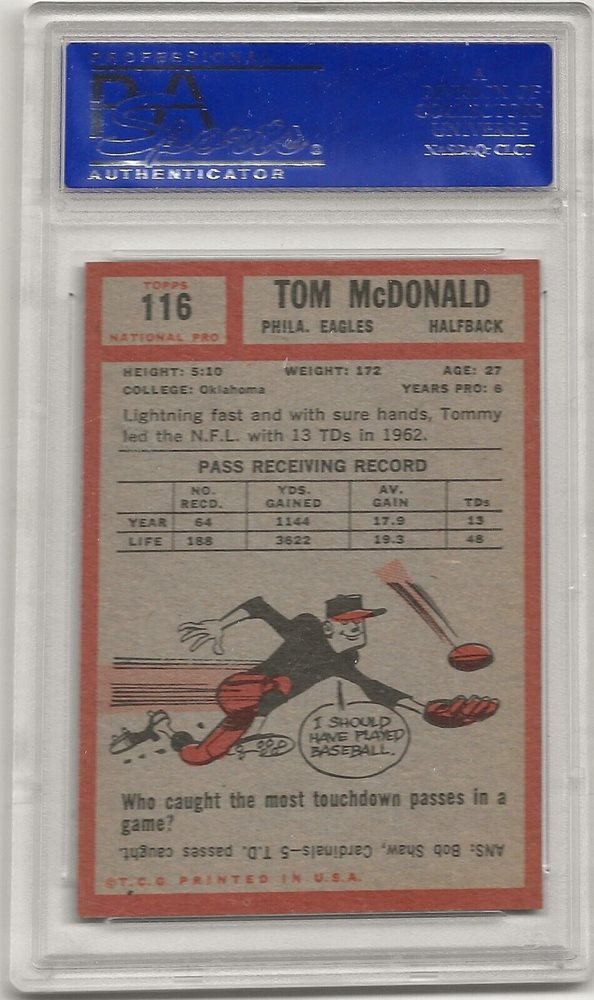 PROFESSIONAL
PSA
Sports
AUTHENTICATOR
A
DIVISION OF
COLLECTORS
UNIVERSE
NASDAQ: CLCT
TOPPS
116
NATIONAL PRO
TOM McDONALD
PHILA. EAGLES HALFBACK
HEIGHT: 5:10 WEIGHT: 172 AGE: 27
COLLEGE: Oklahoma YEARS PRO: 6
Lightning fast and with sure hands, Tommy
led the N.F.L. with 13 TDs in 1962.
PASS RECEIVING RECORD
NO. RECD. YDS. GAINED AV. GAIN TDs
YEAR 64 1144 17.9 13
LIFE 188 3622 19.3 48
I SHOULD
HAVE PLAYED
BASEBALL.
Who caught the most touchdown passes in a
game?
ANS: Bob Shaw, Cardinals—5 T.D. passes caught.
©T.C.G. PRINTED IN U.S.A.